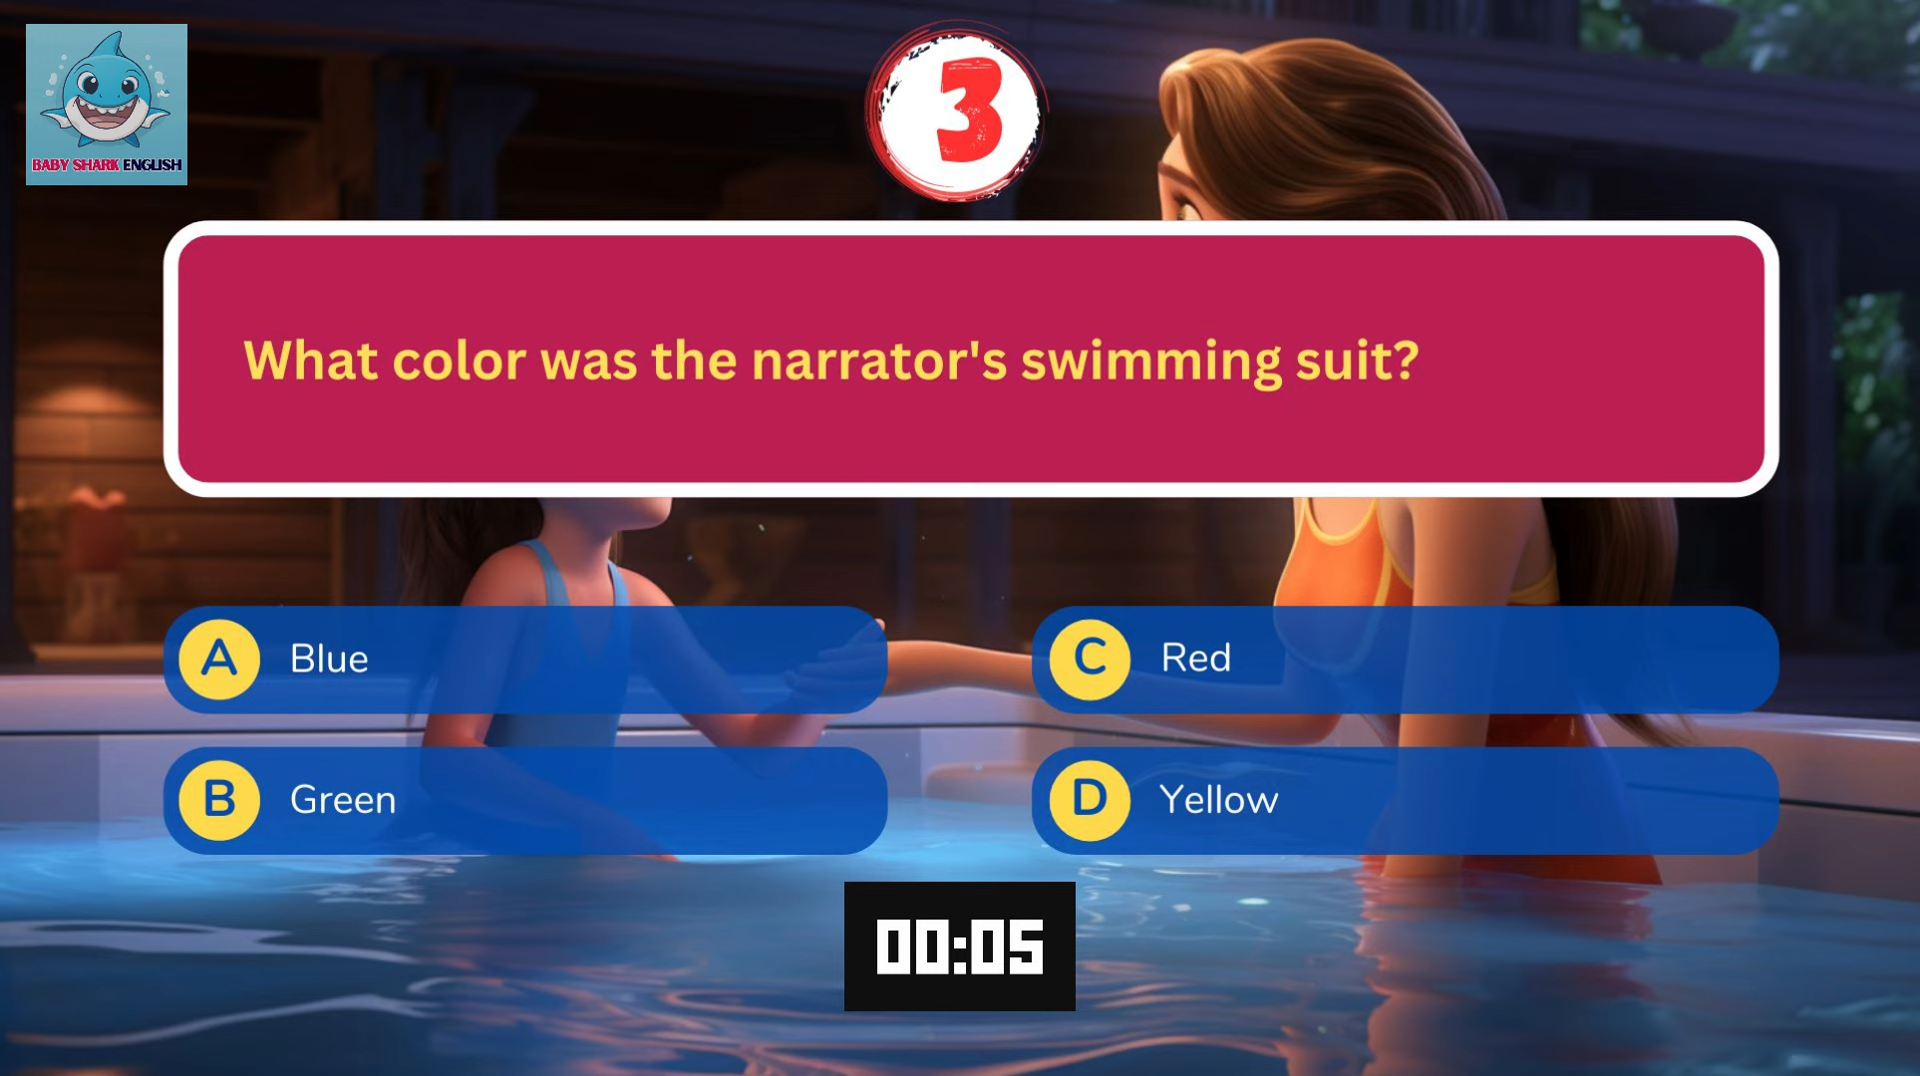 BABY SHARK ENGLISH
3
What color was the narrator's swimming suit?
A Blue
B Green
C Red
D Yellow
00:05